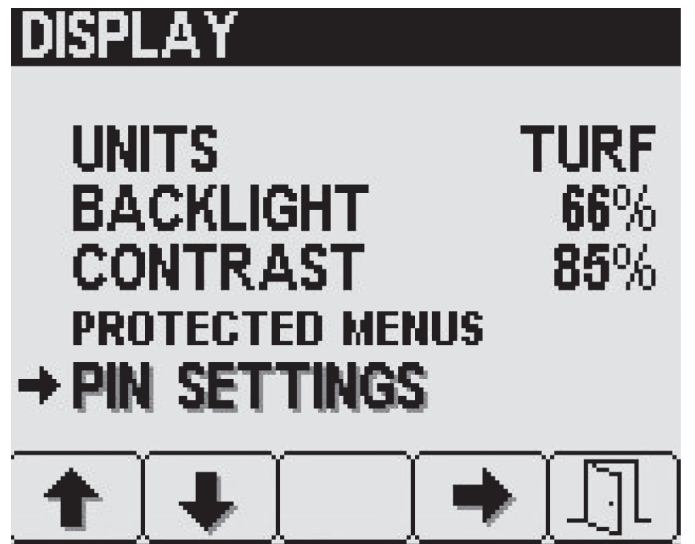 DISPLAY
UNITS TURF
BACKLIGHT 66%
CONTRAST 85%
PROTECTED MENUS
PIN SETTINGS